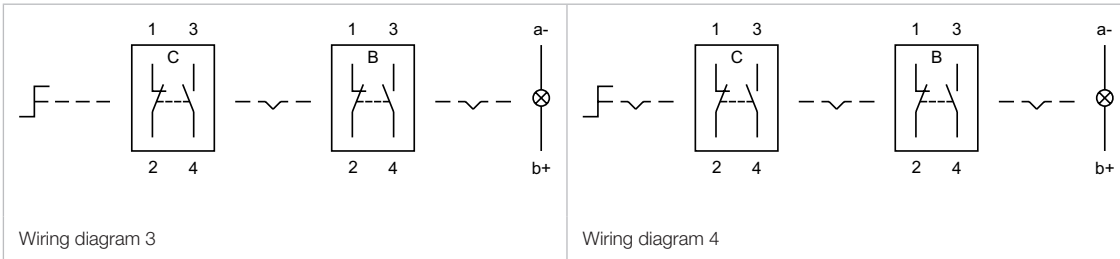 1 3 1 3 a-
C B
2 4 2 4 b+
Wiring diagram 3
1 3 1 3 a-
C B
2 4 2 4 b+
Wiring diagram 4